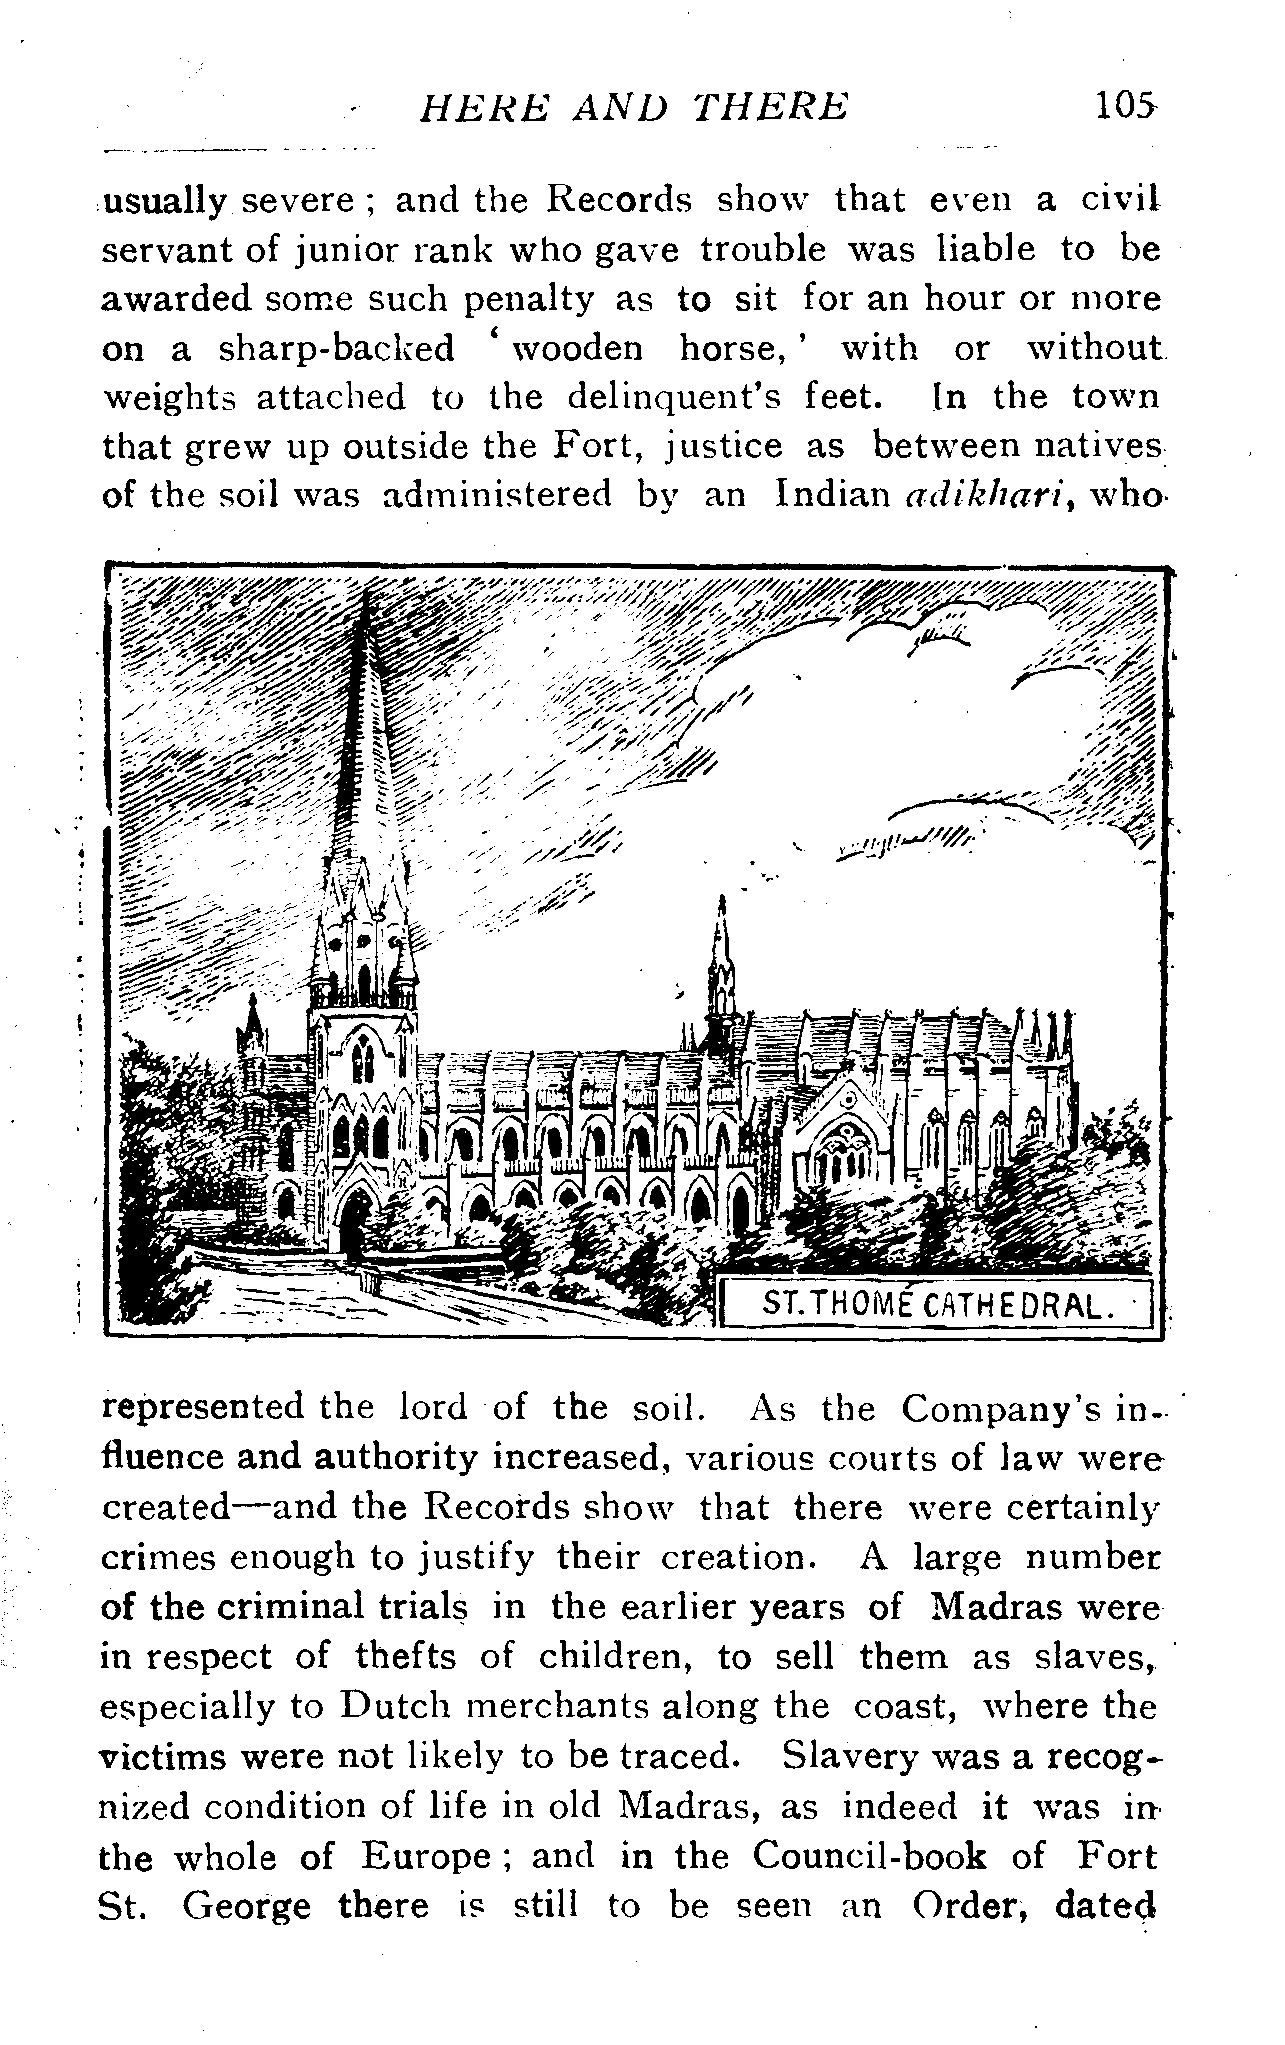 HERE AND THERE 105
usually severe ; and the Records show that even a civil
servant of junior rank who gave trouble was liable to be
awarded some such penalty as to sit for an hour or more
on a sharp-backed ‘ wooden horse, ’ with or without
weights attached to the delinquent’s feet. In the town
that grew up outside the Fort, justice as between natives
of the soil was administered by an Indian adikhari, who
ST. THOMÉ CATHEDRAL.
represented the lord of the soil. As the Company’s in-
fluence and authority increased, various courts of law were
created—and the Records show that there were certainly
crimes enough to justify their creation. A large number
of the criminal trials in the earlier years of Madras were
in respect of thefts of children, to sell them as slaves,
especially to Dutch merchants along the coast, where the
victims were not likely to be traced. Slavery was a recog-
nized condition of life in old Madras, as indeed it was in
the whole of Europe ; and in the Council-book of Fort
St. George there is still to be seen an Order, dated